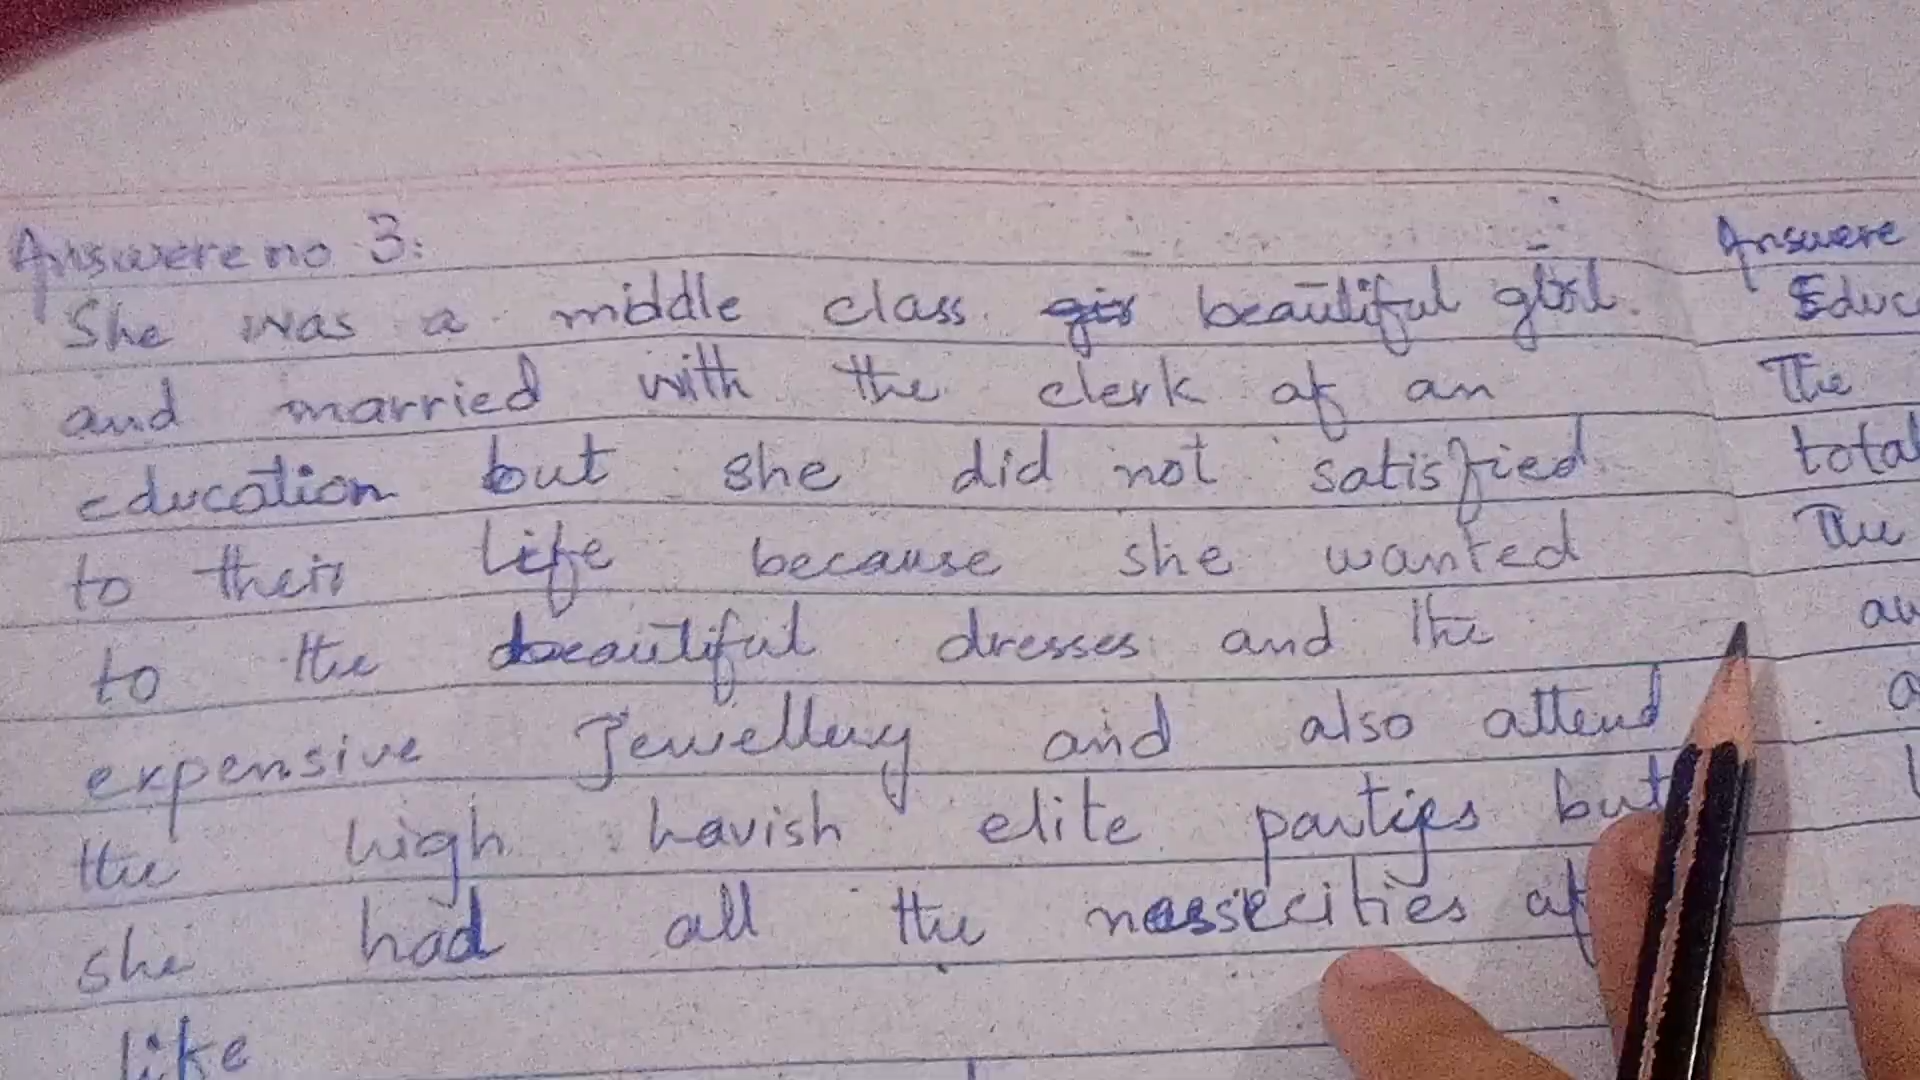 Answere no 3:
She was a middle class beautiful girl.
and married with the clerk of an
education but she did not satisfied
to their life because she wanted
to the beautiful dresses and the
expensive Jewellery and also attend
the high Lavish elite parties but
she had all the nessecities of
like
Answere
Educ
The
total
The